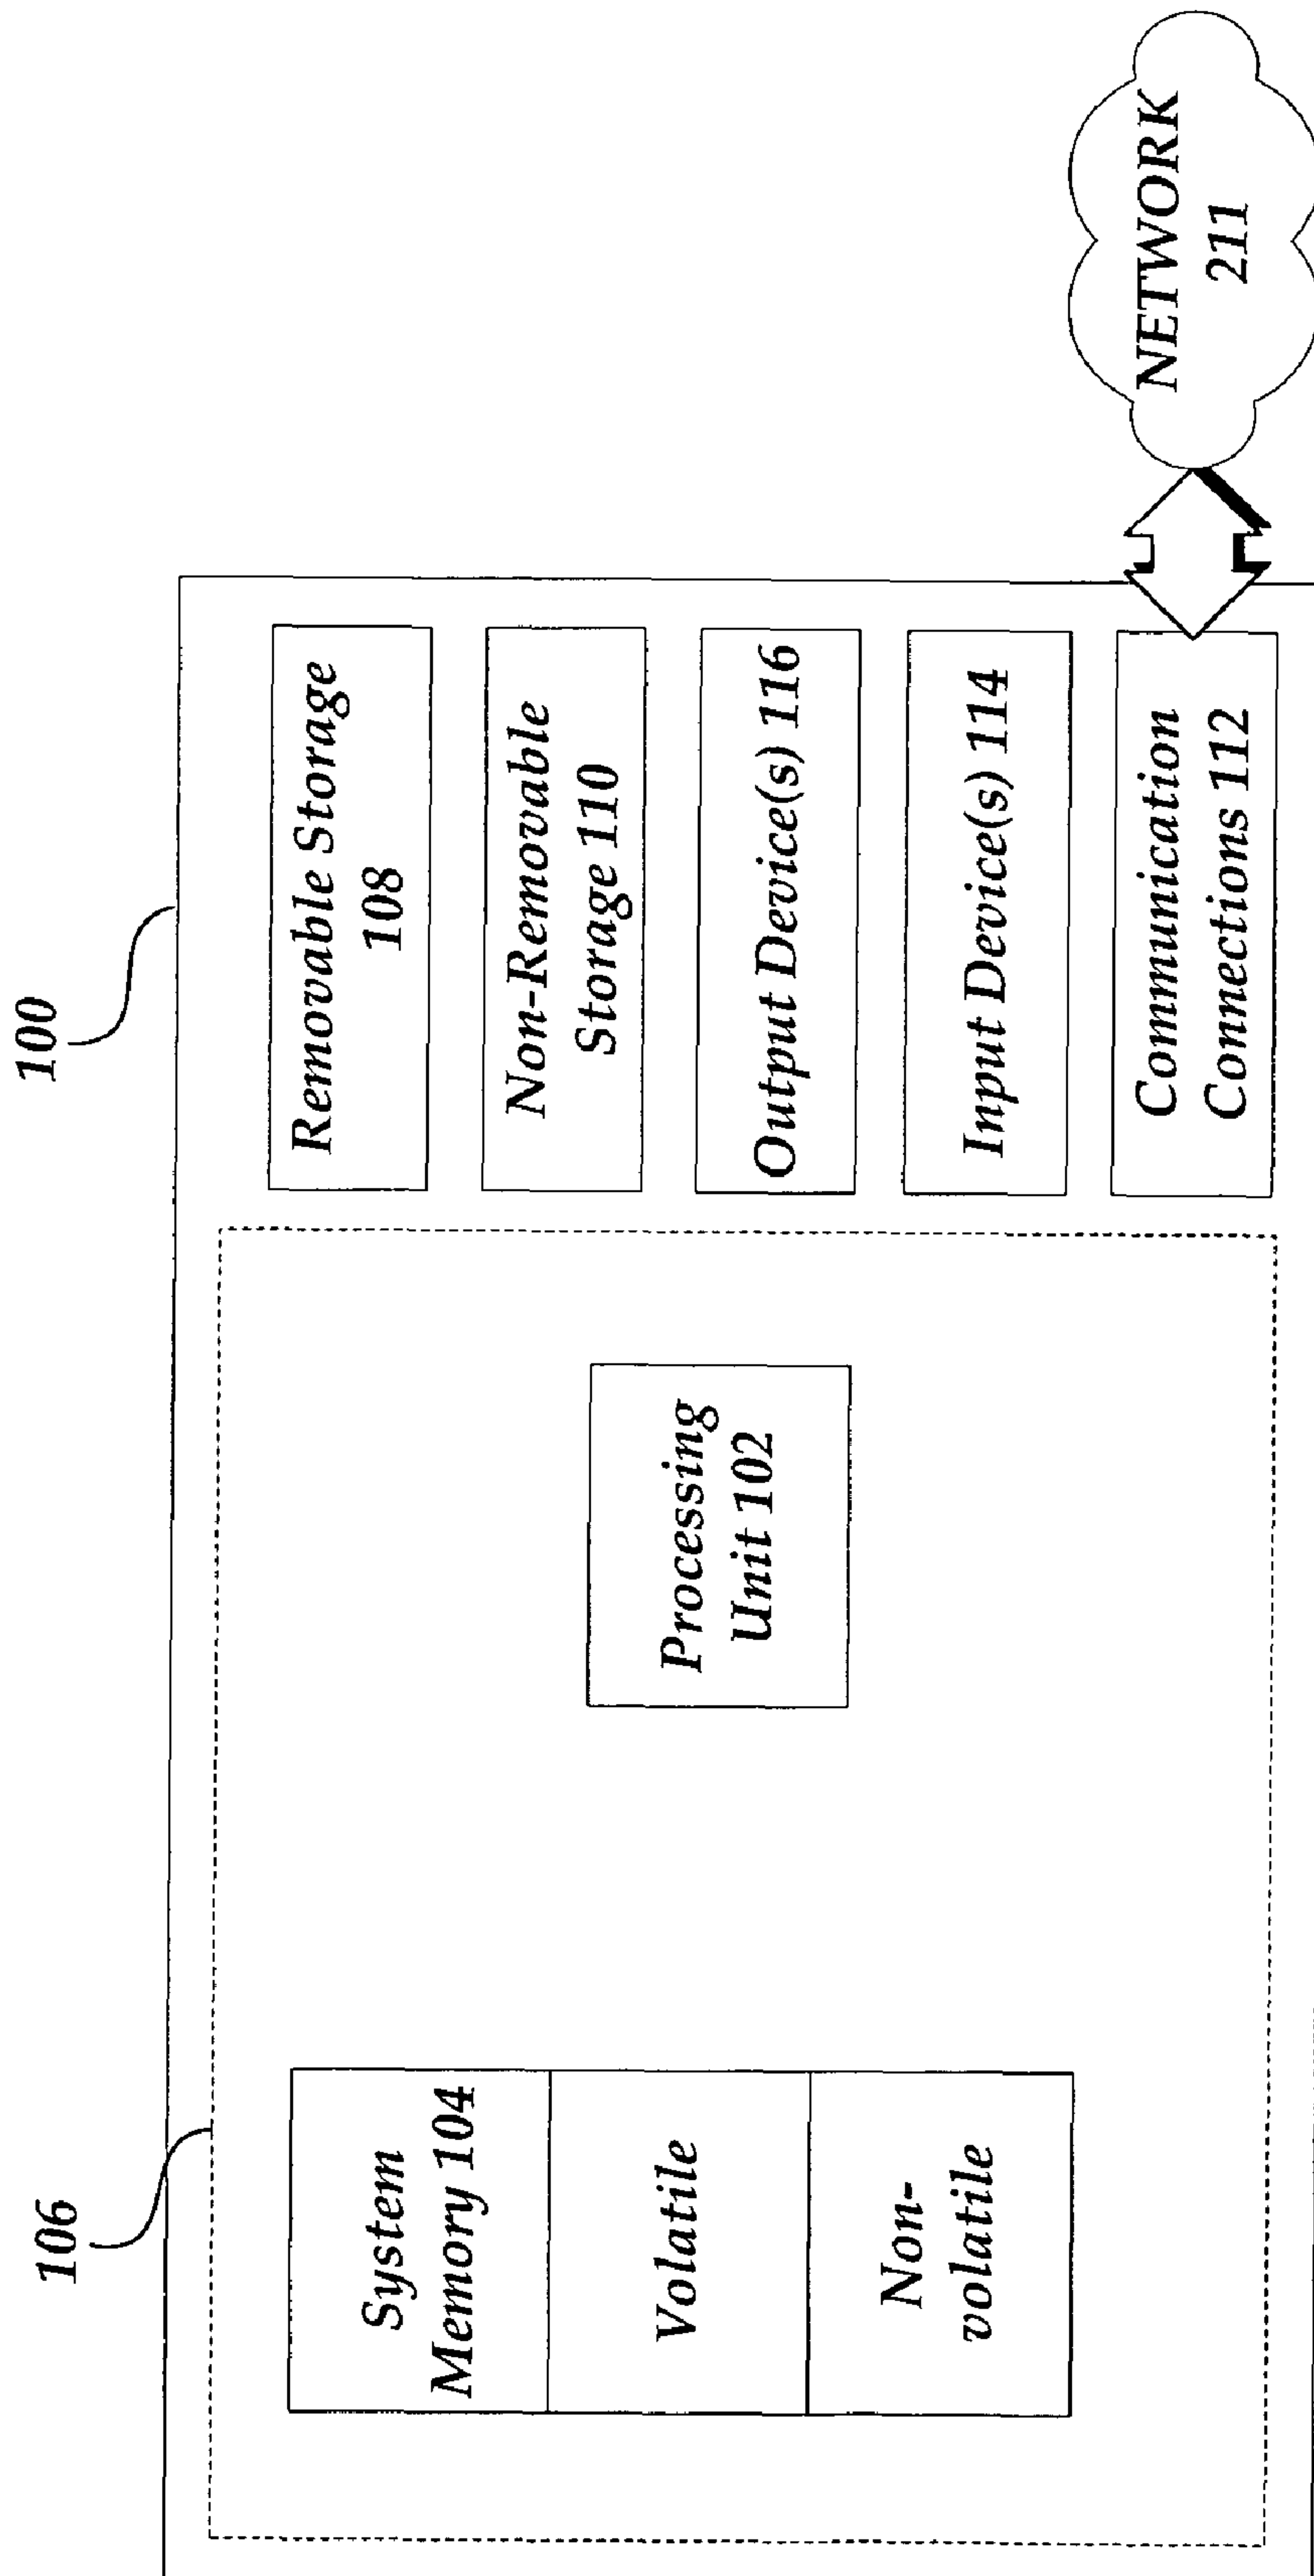 100
106
System
Memory 104
Volatile
Non-
volatile
Processing
Unit 102
Removable Storage
108
Non-Removable
Storage 110
Output Device(s) 116
Input Device(s) 114
Communication
Connections 112
NETWORK
211